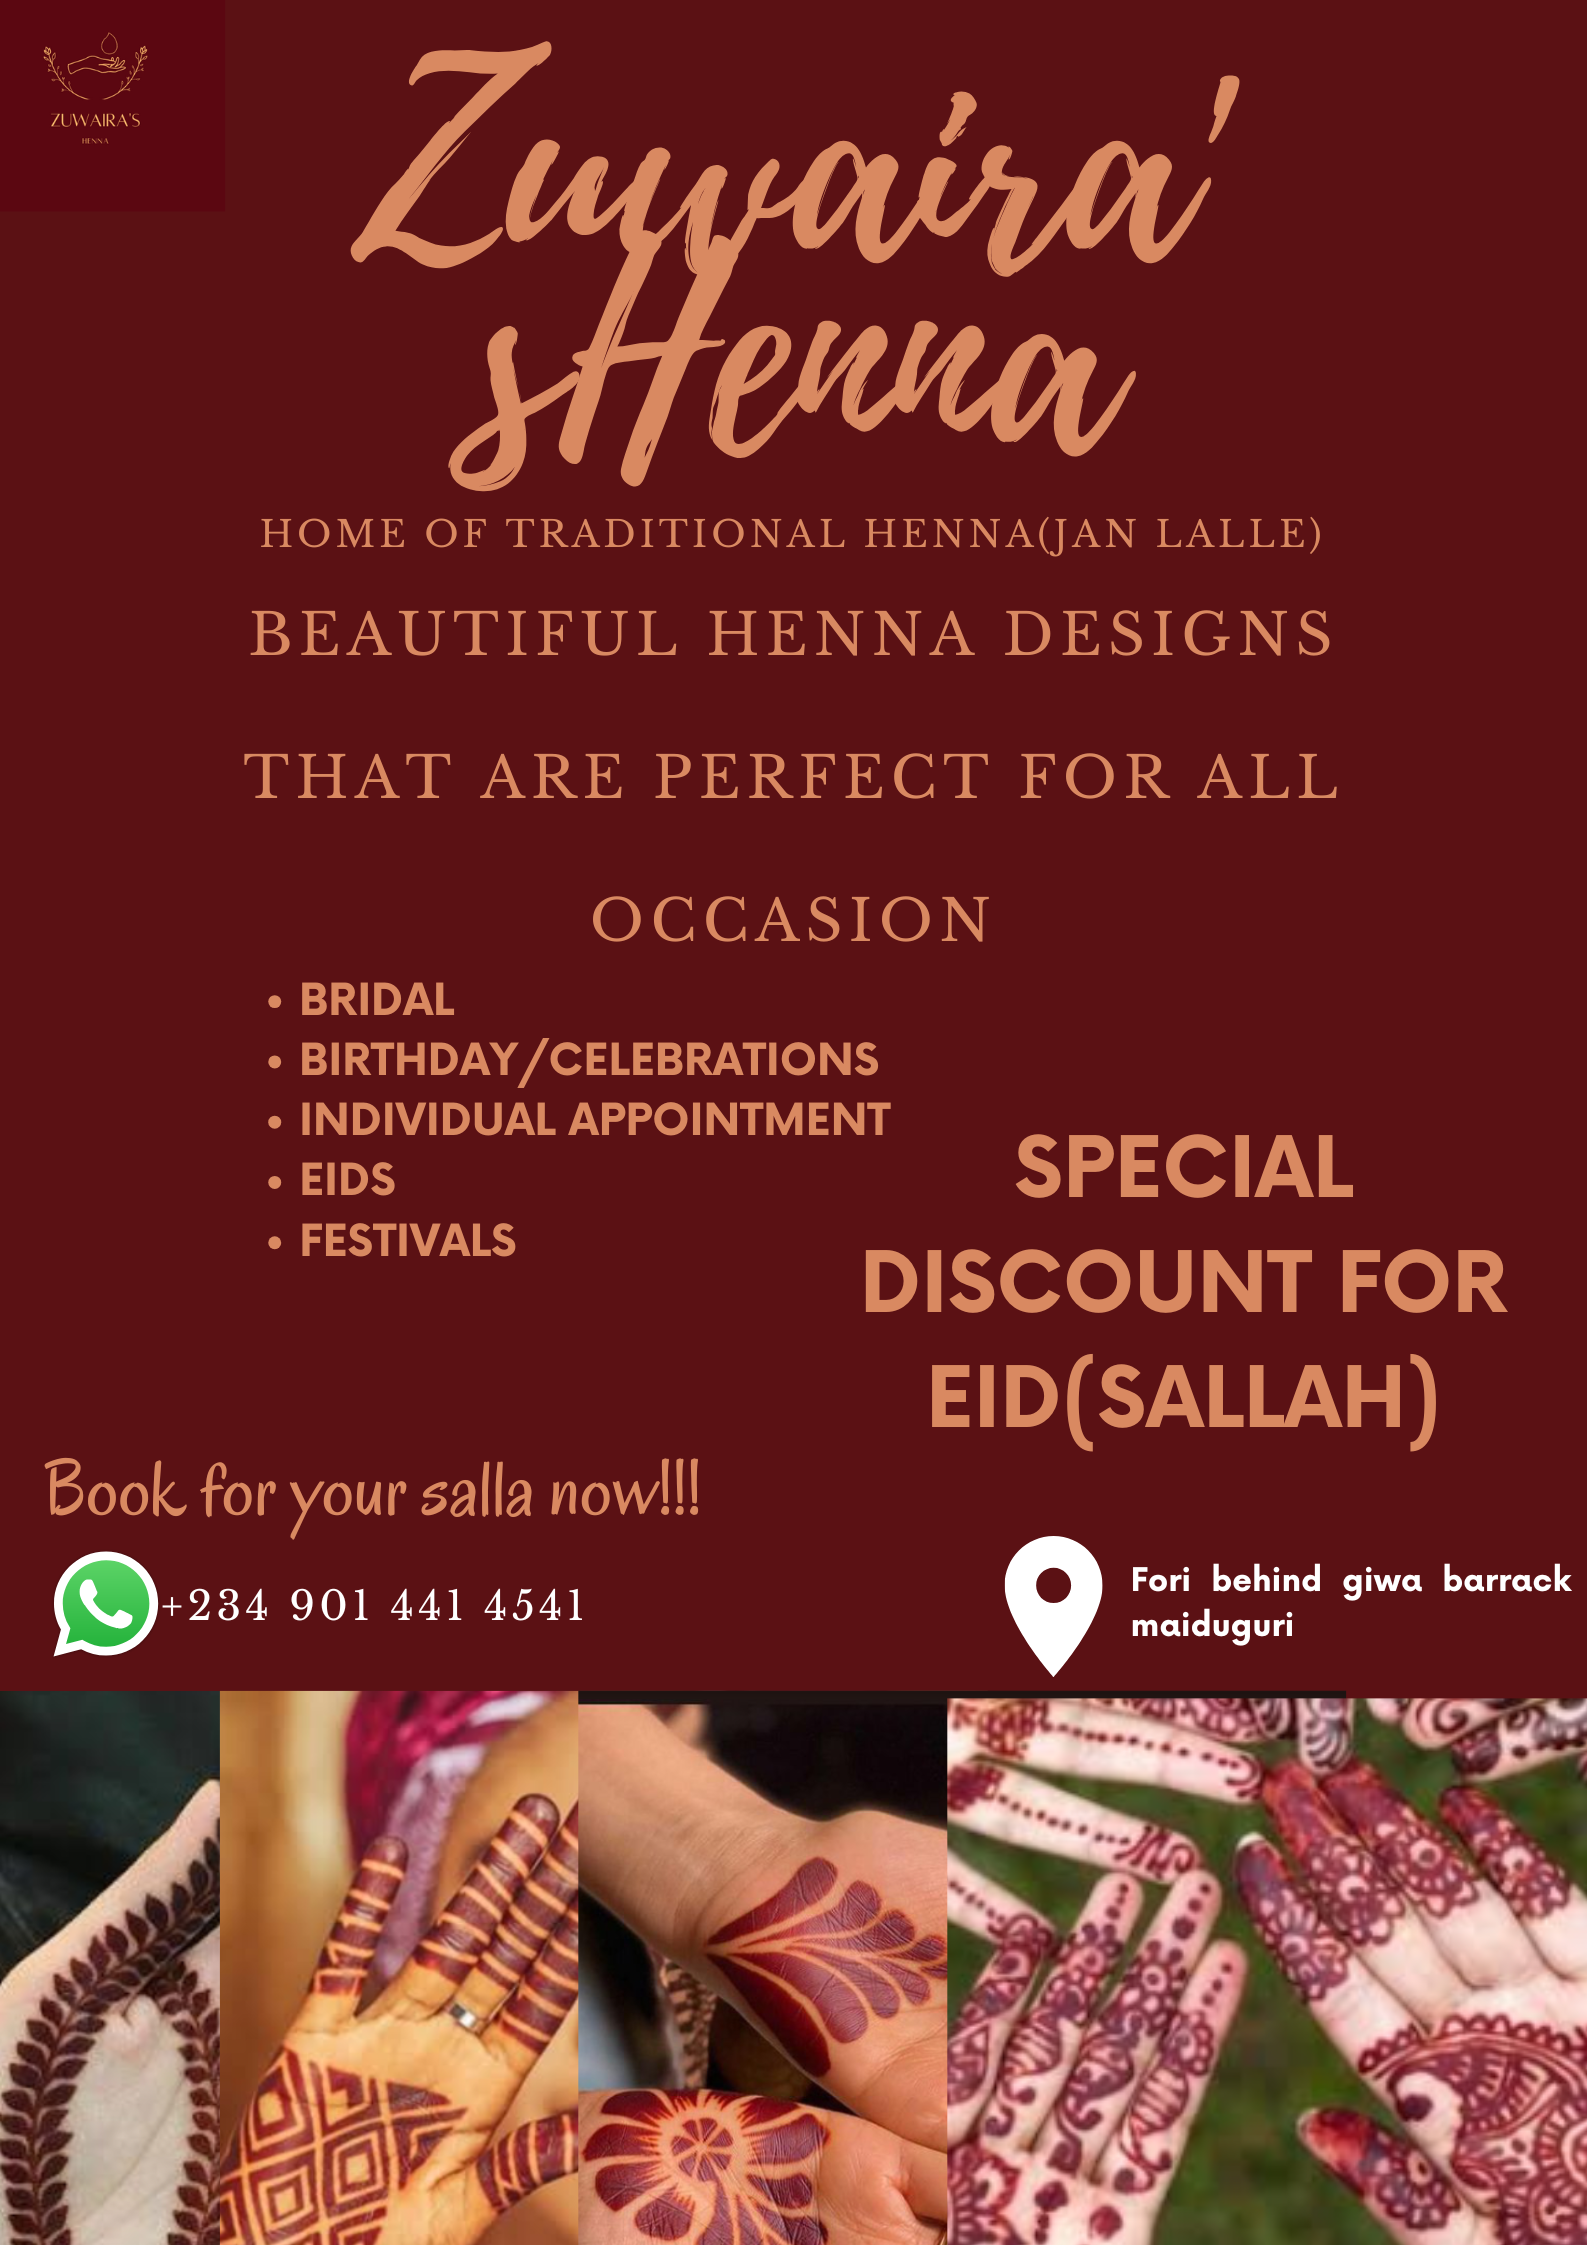 ZUWAIRA'S
HENNA
Zuwaira'
sHenna
HOME OF TRADITIONAL HENNA(JAN LALLE)
BEAUTIFUL HENNA DESIGNS
THAT ARE PERFECT FOR ALL
OCCASION
• BRIDAL
• BIRTHDAY/CELEBRATIONS
• INDIVIDUAL APPOINTMENT
• EIDS
• FESTIVALS
SPECIAL
DISCOUNT FOR
EID(SALLAH)
Book for your salla now!!!
+234 901 441 4541
Fori behind giwa barrack
maiduguri